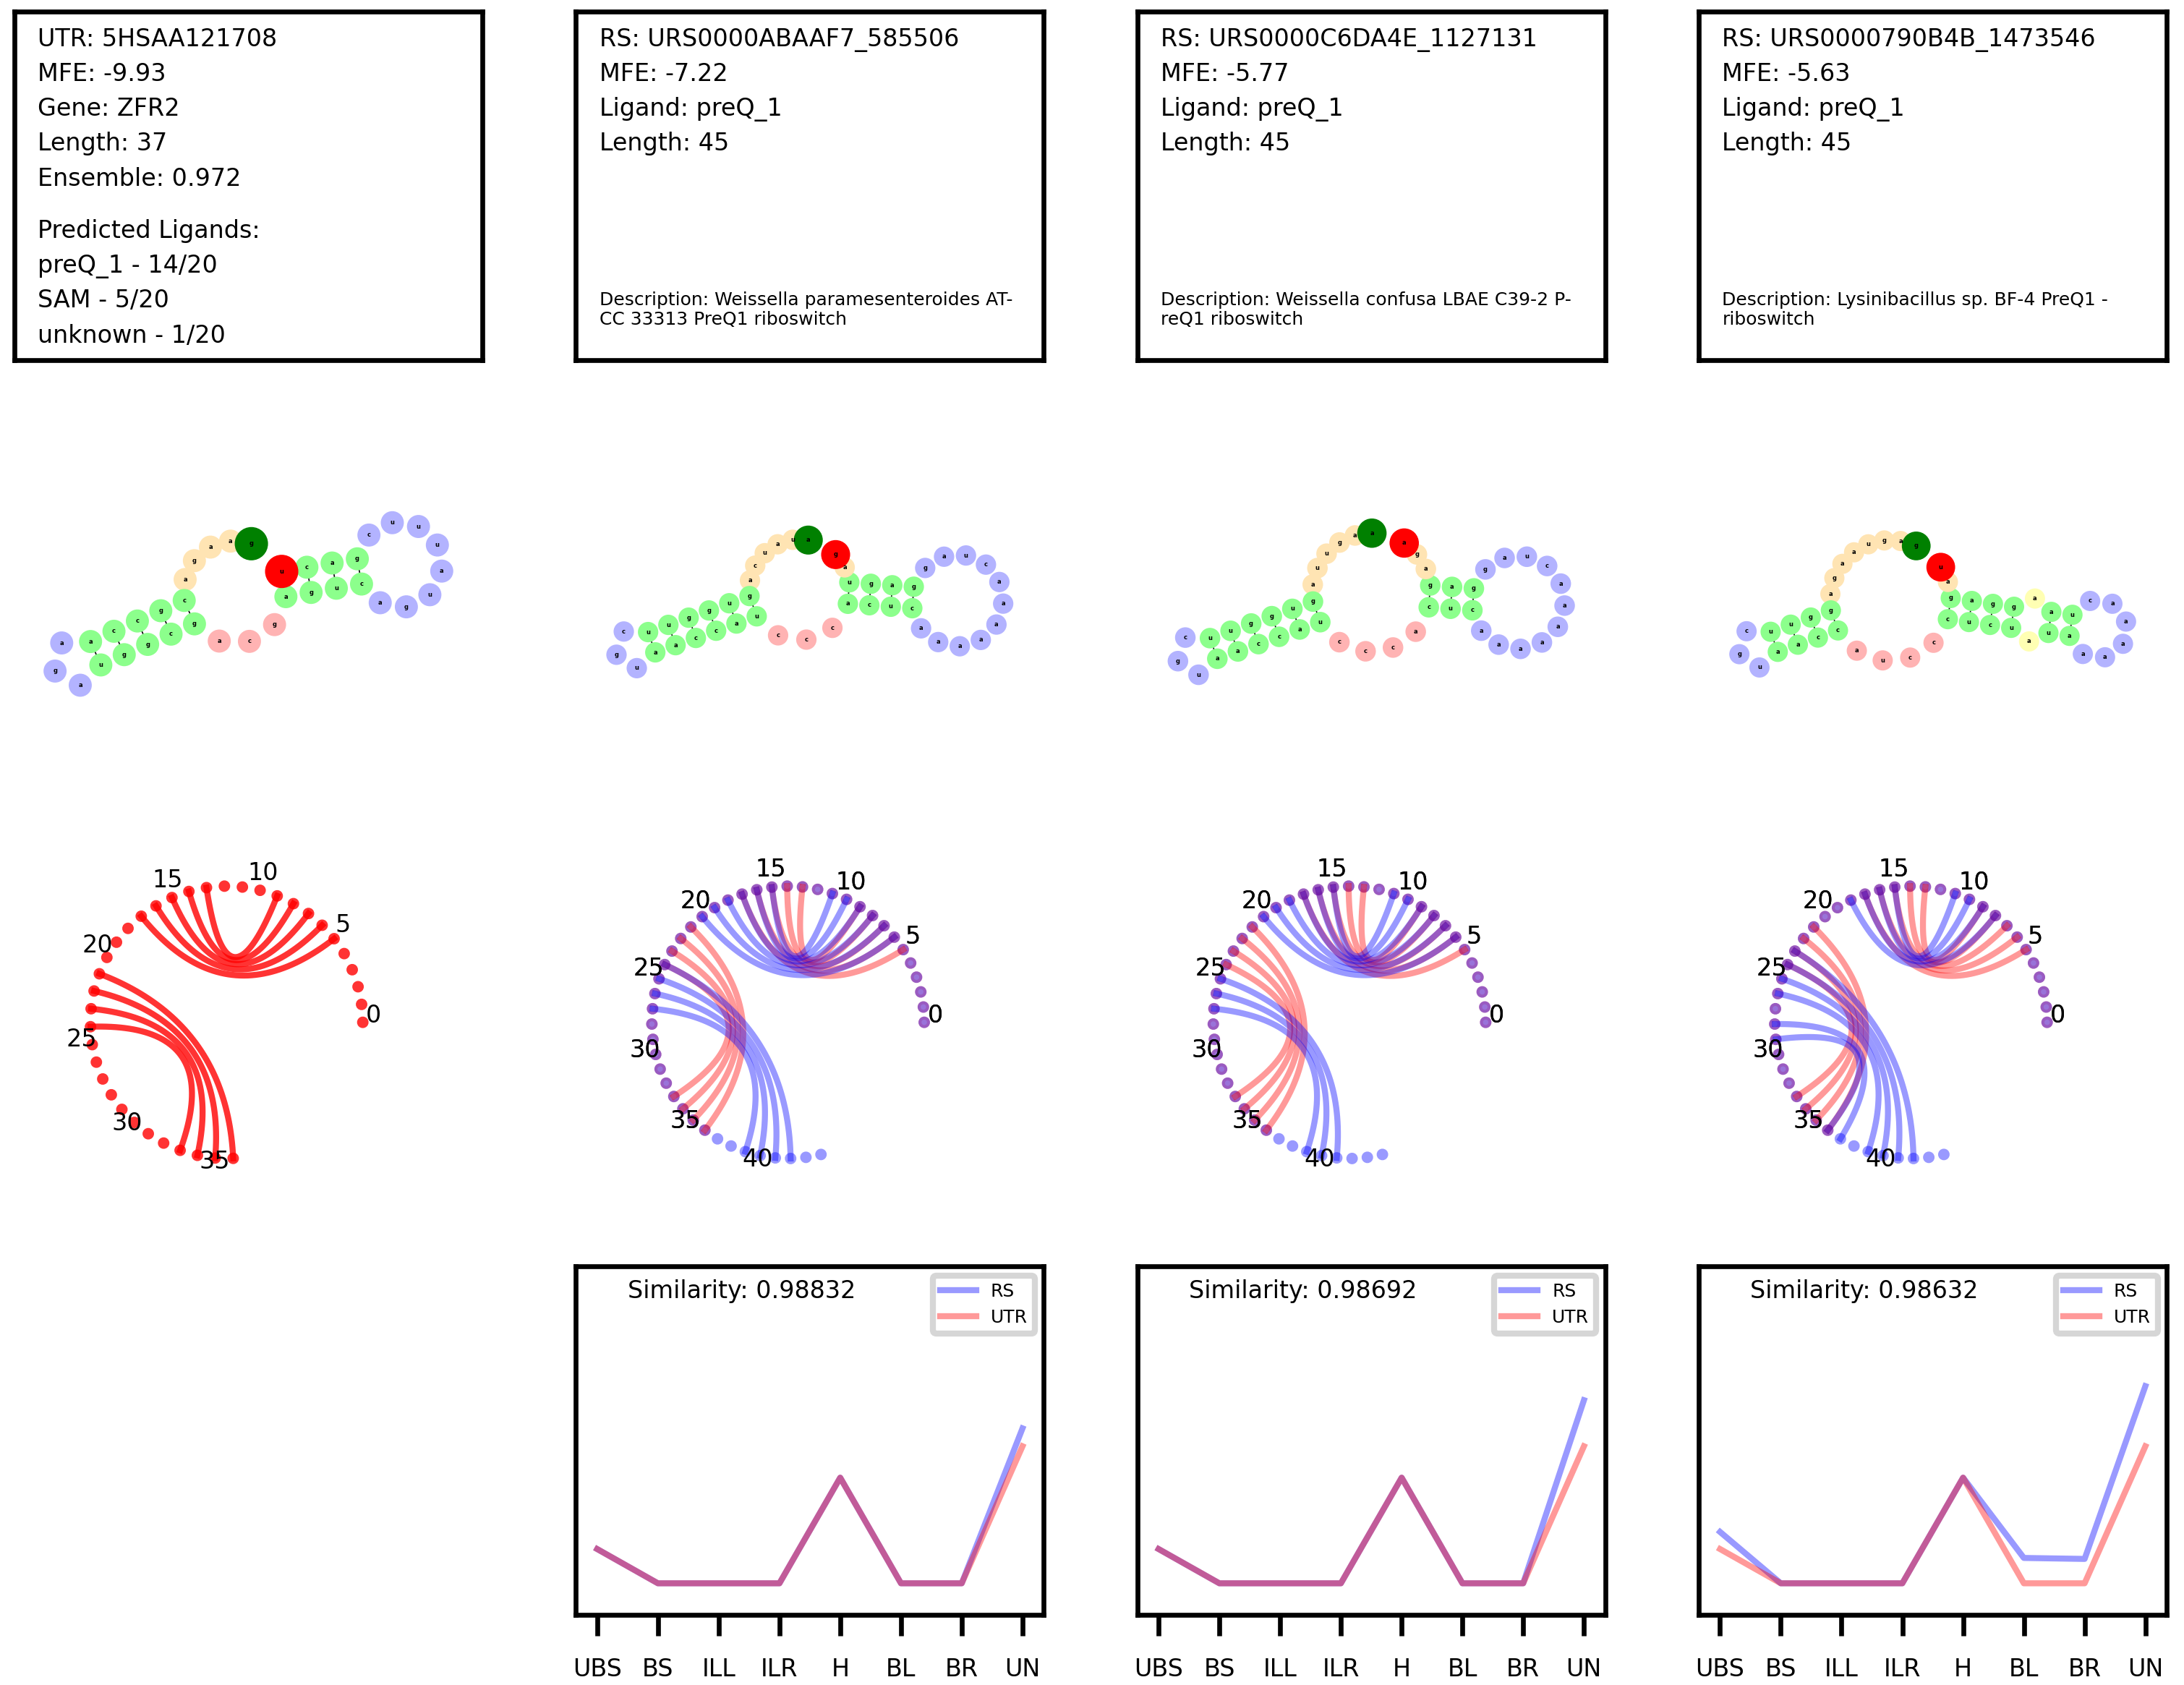 UTR: 5HSAA121708
MFE: -9.93
Gene: ZFR2
Length: 37
Ensemble: 0.972
Predicted Ligands:
preQ_1 - 14/20
SAM - 5/20
unknown - 1/20
RS: URS0000ABAAF7_585506
MFE: -7.22
Ligand: preQ_1
Length: 45
Description: Weissella paramesenteroides AT-
CC 33313 PreQ1 riboswitch
RS: URS0000C6DA4E_1127131
MFE: -5.77
Ligand: preQ_1
Length: 45
Description: Weissella confusa LBAE C39-2 P-
reQ1 riboswitch
RS: URS0000790B4B_1473546
MFE: -5.63
Ligand: preQ_1
Length: 45
Description: Lysinibacillus sp. BF-4 PreQ1 -
riboswitch
0
5
10
15
20
25
30
35
0
5
10
15
20
25
30
35
40
0
5
10
15
20
25
30
35
40
0
5
10
15
20
25
30
35
40
Similarity: 0.98832
RS
UTR
UBS BS ILL ILR H BL BR UN
Similarity: 0.98692
RS
UTR
UBS BS ILL ILR H BL BR UN
Similarity: 0.98632
RS
UTR
UBS BS ILL ILR H BL BR UN